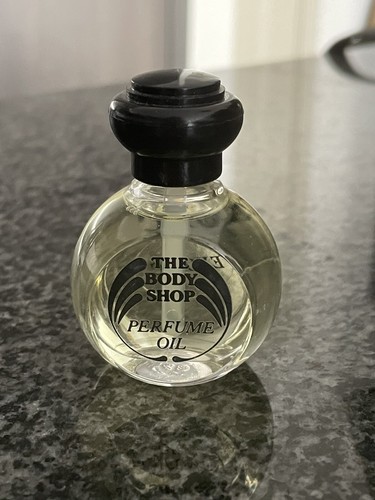 THE
BODY
SHOP
PERFUME
OIL